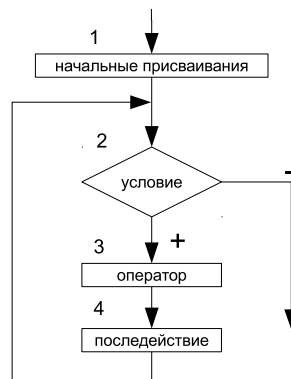 1
начальные присваивания
2
условие
-
+
3
оператор
4
последействие